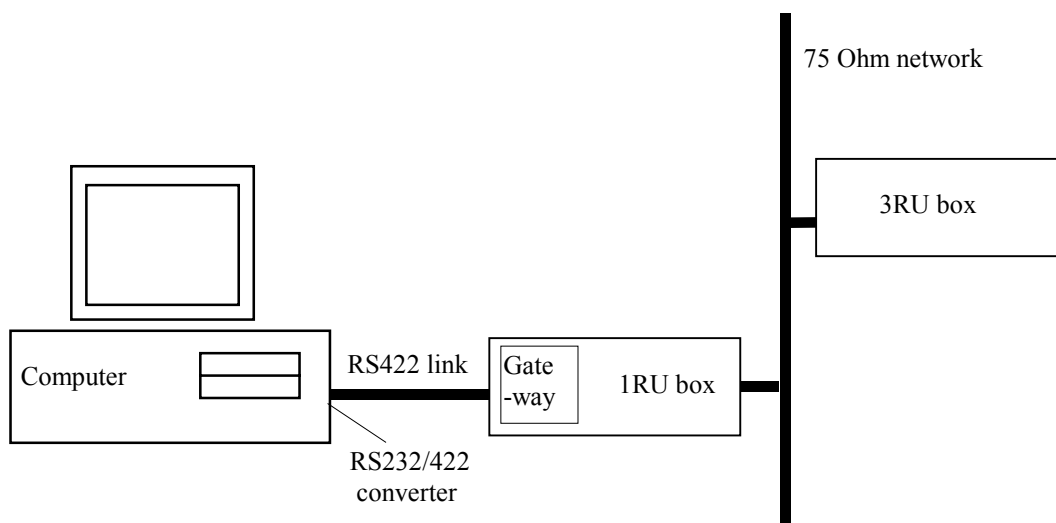 75 Ohm network
3RU box
Computer
RS422 link
Gate
-way
1RU box
RS232/422
converter